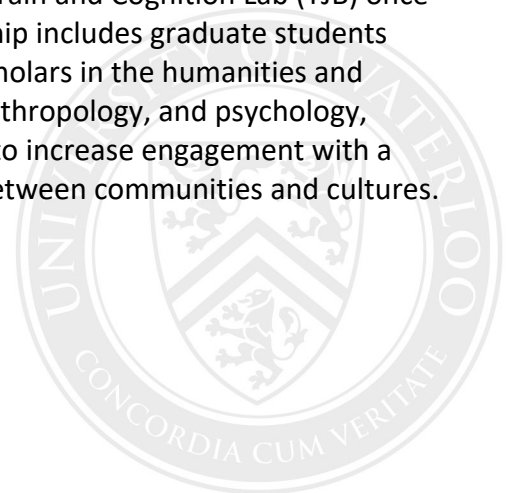 rain and Cognition Lab (TJB) once
hip includes graduate students
holars in the humanities and
thropology, and psychology,
to increase engagement with a
etween communities and cultures.
UNIVERSITY OF WATERLOO
CONCORDIA CUM VERITATE